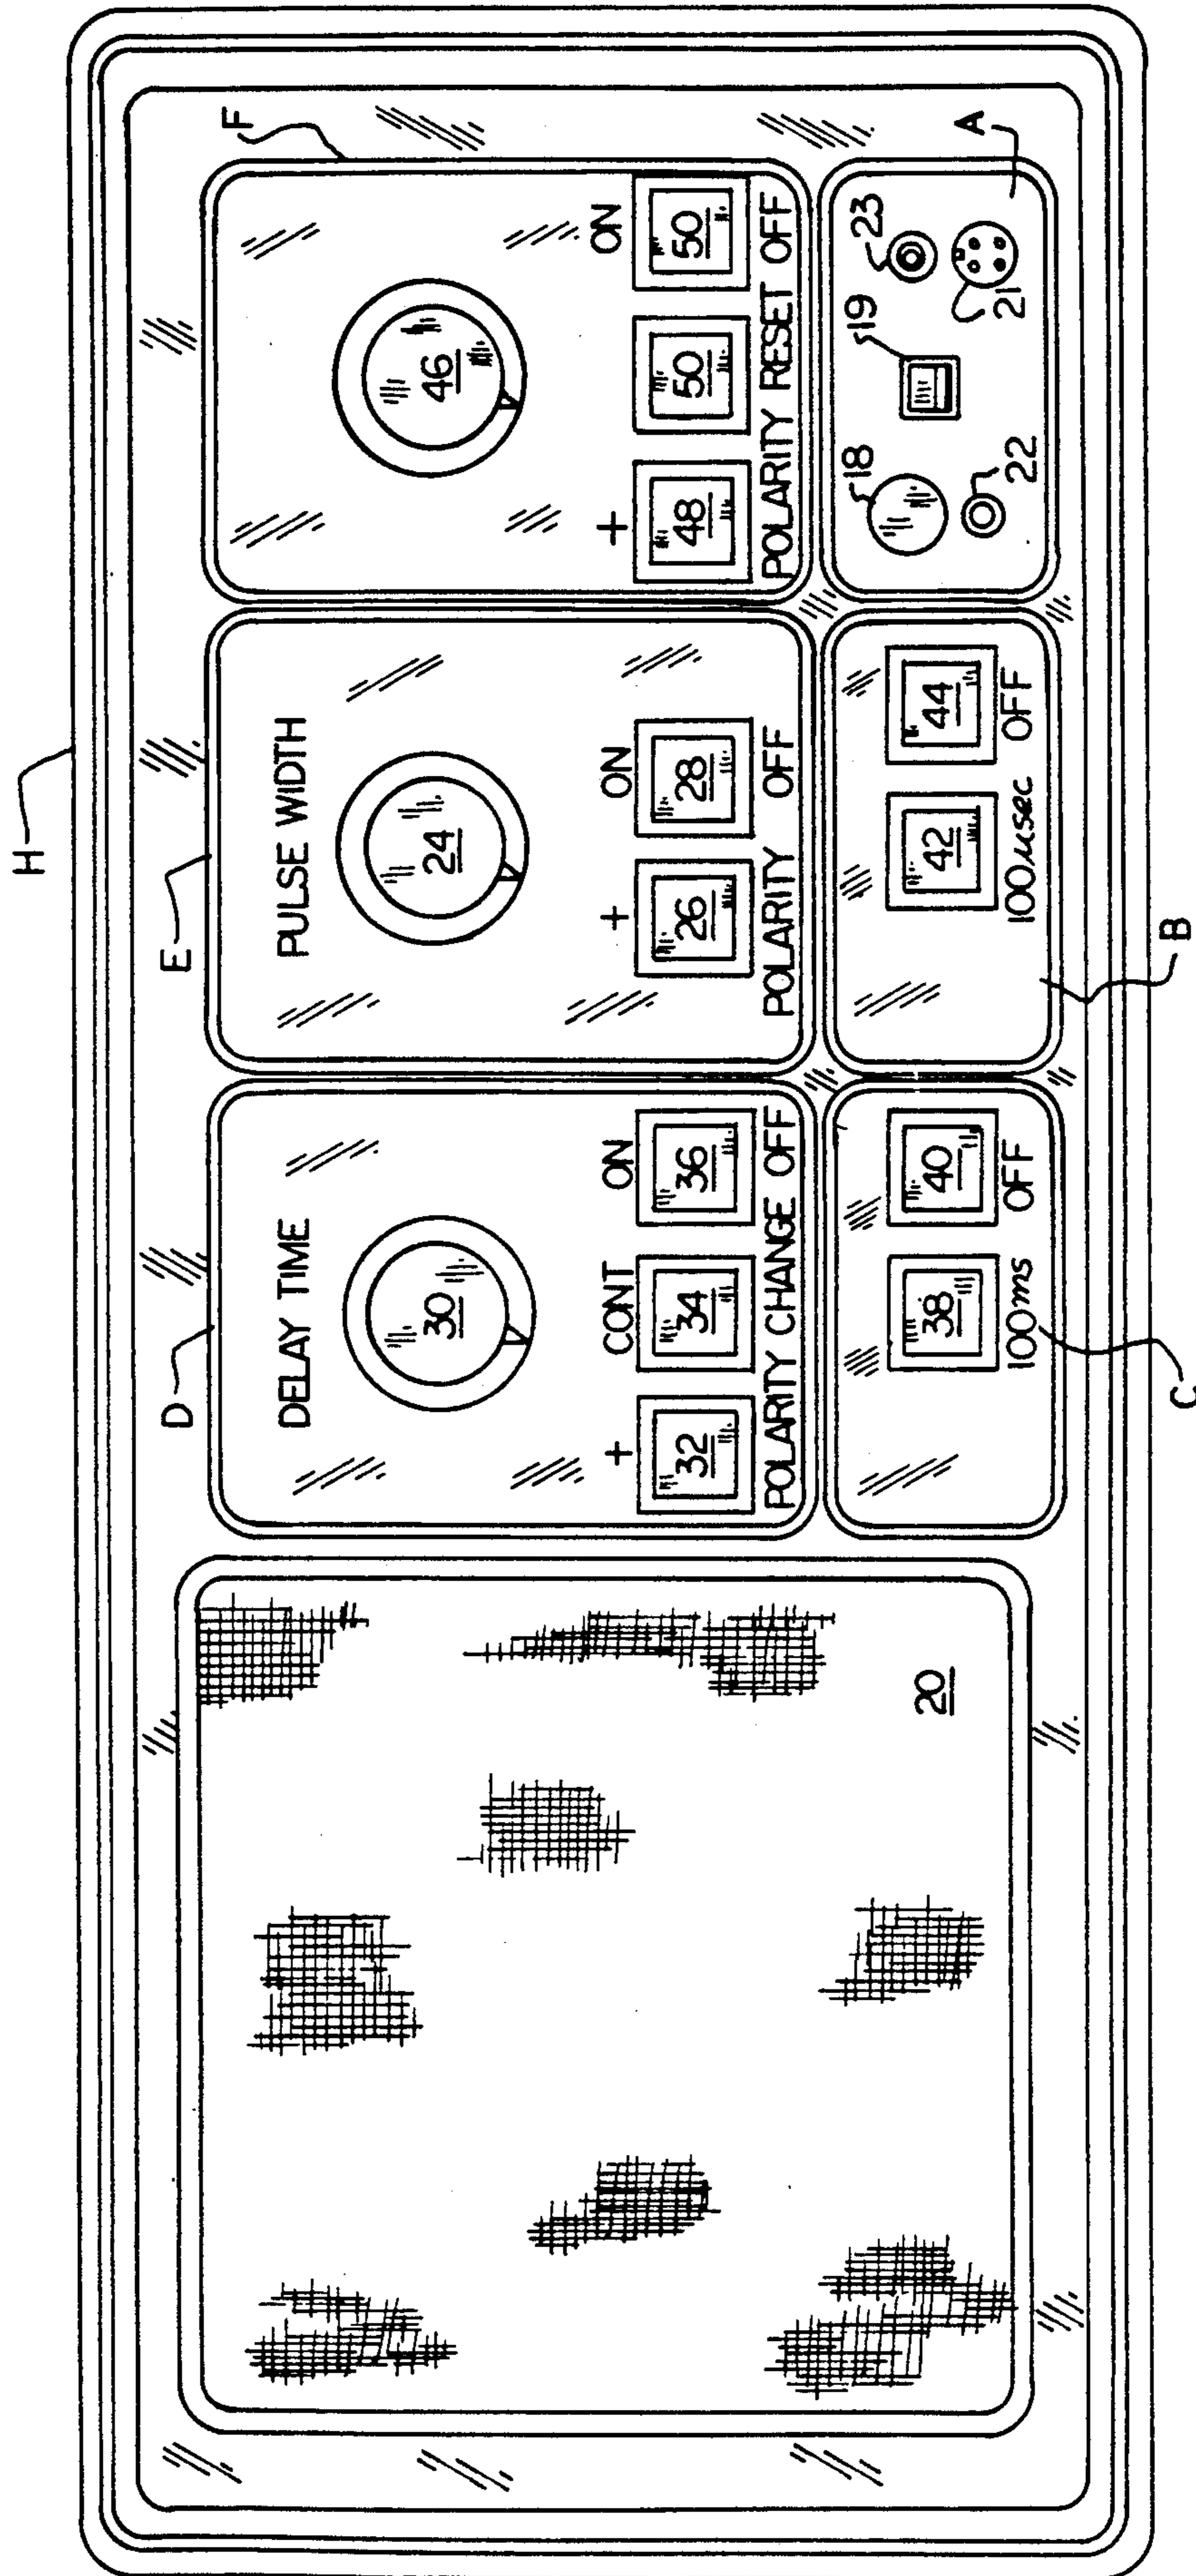 H
D
E
F
DELAY TIME
PULSE WIDTH
30
24
46
+
CONT
ON
+
ON
+
ON
32
34
36
26
28
48
50
50
POLARITY CHANGE OFF
POLARITY OFF
POLARITY RESET OFF
38
40
100ms
OFF
42
44
100μsec
OFF
18
19
23
22
21
A
20
C
B